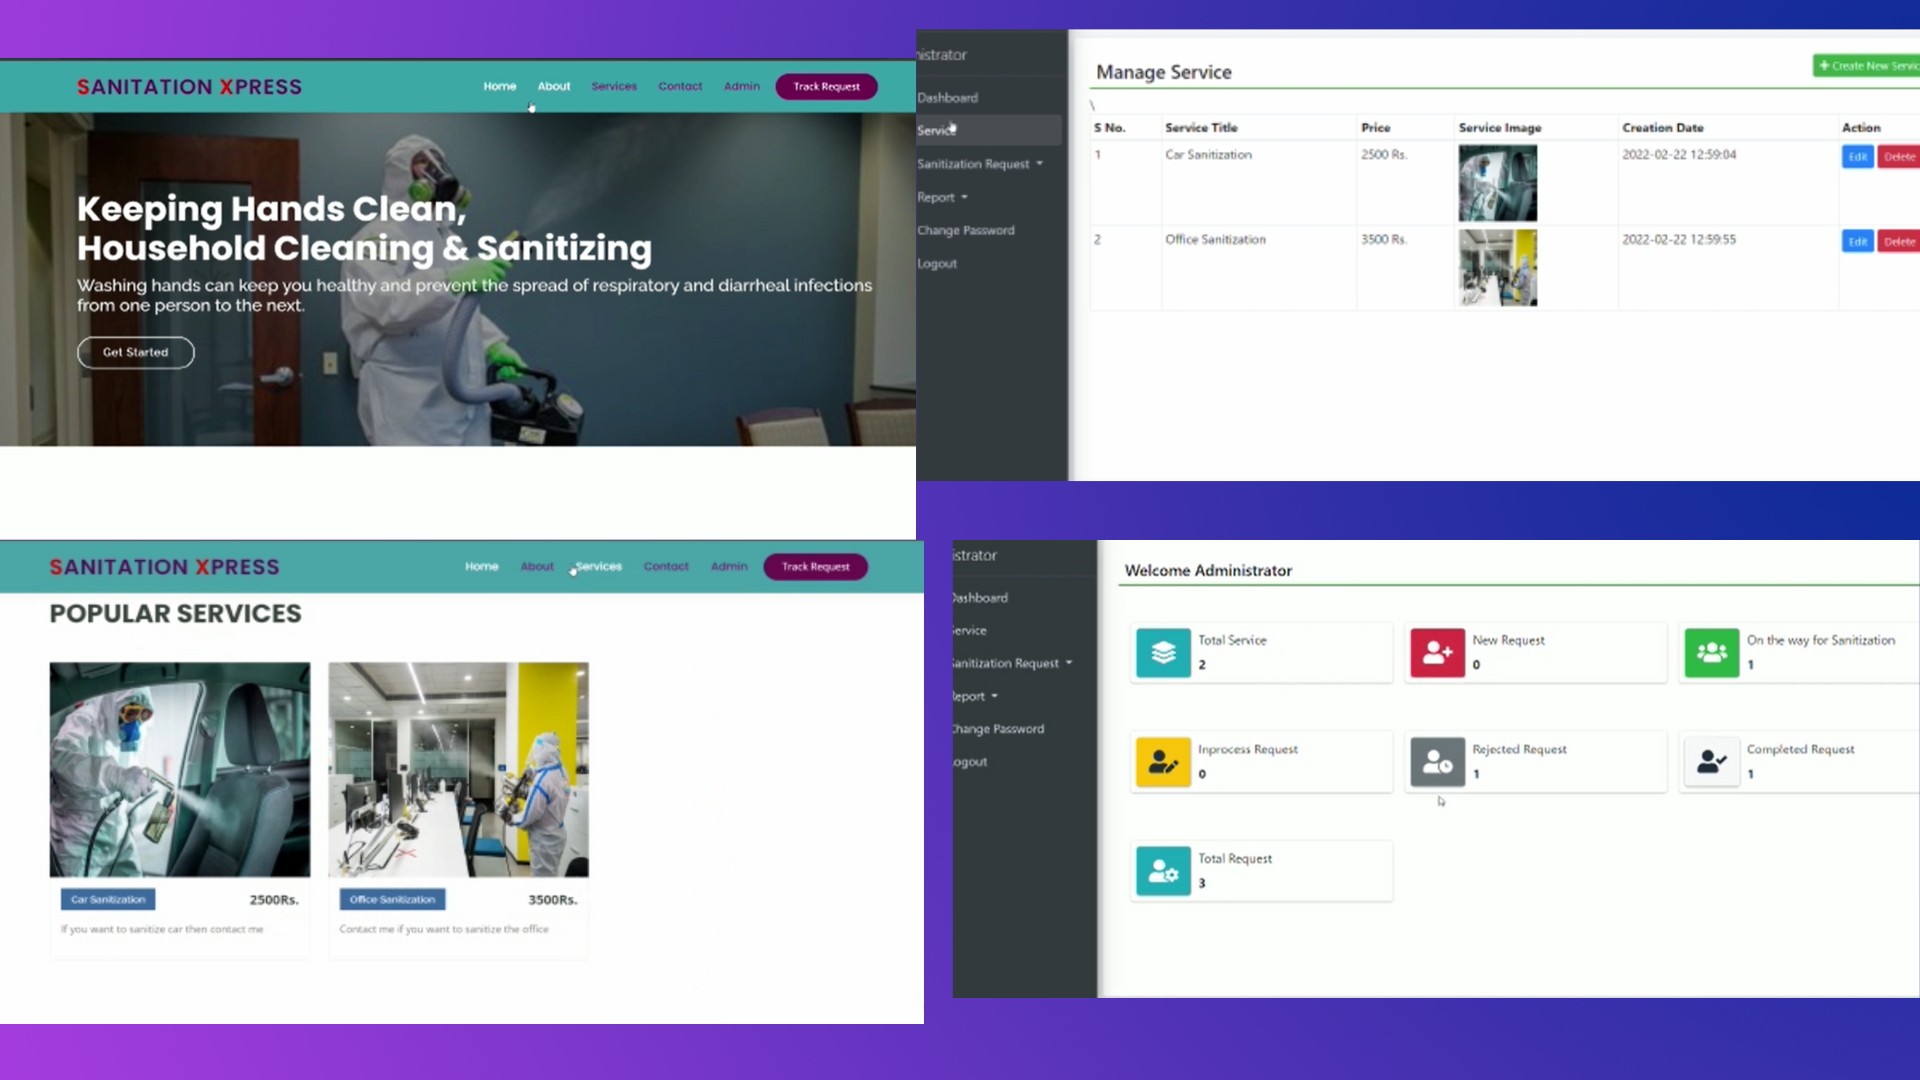 SANITATION XPRESS
Home About Services Contact Admin Track Request
Keeping Hands Clean,
Household Cleaning & Sanitizing
Washing hands can keep you healthy and prevent the spread of respiratory and diarrheal infections
from one person to the next.
Get Started
nistrator
Dashboard
Service
Sanitization Request
Report
Change Password
Logout
Manage Service
+ Create New Servic
\
S No. Service Title Price Service Image Creation Date Action
1 Car Sanitization 2500 Rs. 2022-02-22 12:59:04 Edit Delete
2 Office Sanitization 3500 Rs. 2022-02-22 12:59:55 Edit Delete
SANITATION XPRESS
Home About Services Contact Admin Track Request
POPULAR SERVICES
Car Sanitization 2500Rs.
If you want to sanitize car then contact me
Office Sanitization 3500Rs.
Contact me if you want to sanitize the office
istrator
Dashboard
Service
Sanitization Request
Report
Change Password
ogout
Welcome Administrator
Total Service
2
New Request
0
On the way for Sanitization
1
Inprocess Request
0
Rejected Request
1
Completed Request
1
Total Request
3